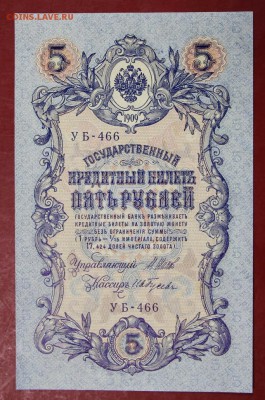 COINS.LAV.RU
5 5
1909
УБ-466
ГОСУДАРСТВЕННЫЙ
КРЕДИТНЫЙ БИЛЕТЪ
ПЯТЬ РУБЛЕЙ
ГОСУДАРСТВЕННЫЙ БАНКЪ РАЗМѢНИВАЕТЪ
КРЕДИТНЫЕ БИЛЕТЫ НА ЗОЛОТУЮ МОНЕТУ
БЕЗЪ ОГРАНИЧЕНІЯ СУММЫ
(1 РУБЛЬ = 1/15 ИМПЕРІАЛА, СОДЕРЖИТЪ
17,424 ДОЛЕЙ ЧИСТАГО ЗОЛОТА).
Управляющій
Кассиръ
УБ-466
5